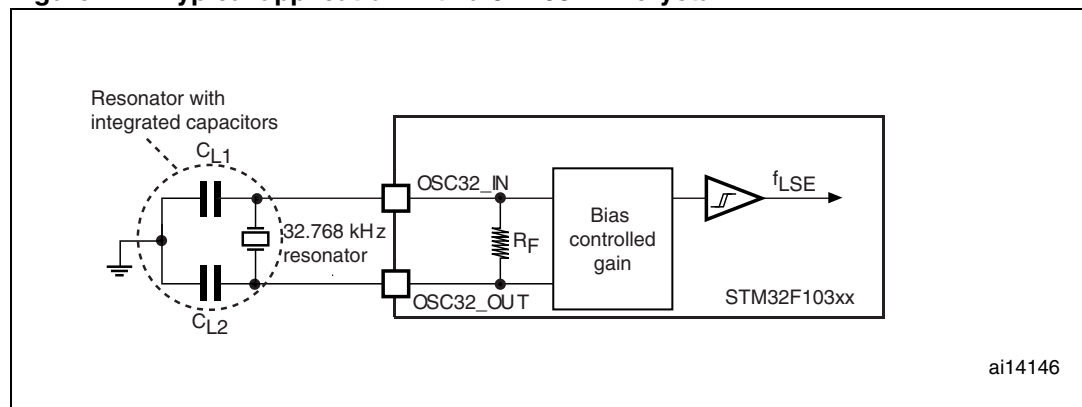 Resonator with
integrated capacitors
CL1
OSC32_IN
fLSE
32.768 kHz
resonator
RF
Bias
controlled
gain
STM32F103xx
OSC32_OUT
CL2
ai14146